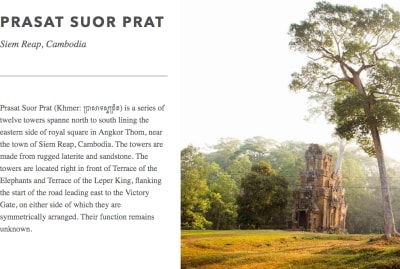 PRASAT SUOR PRAT
Siem Reap, Cambodia
Prasat Suor Prat (Khmer: ប្រាសាទសួព្រ័ត) is a series of
twelve towers spanne north to south lining the
eastern side of royal square in Angkor Thom, near
the town of Siem Reap, Cambodia. The towers are
made from rugged laterite and sandstone. The
towers are located right in front of Terrace of the
Elephants and Terrace of the Leper King, flanking
the start of the road leading east to the Victory
Gate, on either side of which they are
symmetrically arranged. Their function remains
unknown.